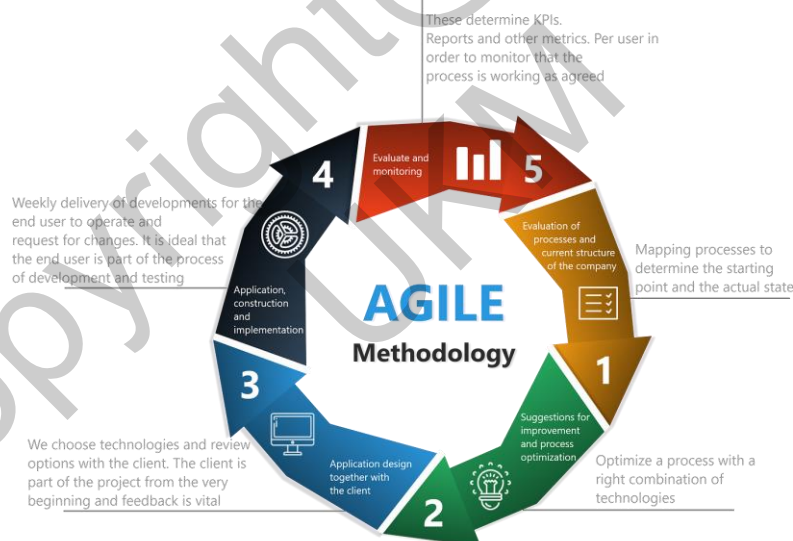 These determine KPIs.
Reports and other metrics. Per user in
order to monitor that the
process is working as agreed
Evaluate and
monitoring
5
4
Weekly delivery of developments for the
end user to operate and
request for changes. It is ideal that
the end user is part of the process
of development and testing
Application,
construction
and
implementation
Evaluation of
processes and
current structure
of the company
1
Mapping processes to
determine the starting
point and the actual state
AGILE
Methodology
3
We choose technologies and review
options with the client. The client is
part of the project from the very
beginning and feedback is vital
Application design
together with
the client
Suggestions for
improvement
and process
optimization
2
Optimize a process with a
right combination of
technologies
Copyright@
UKM